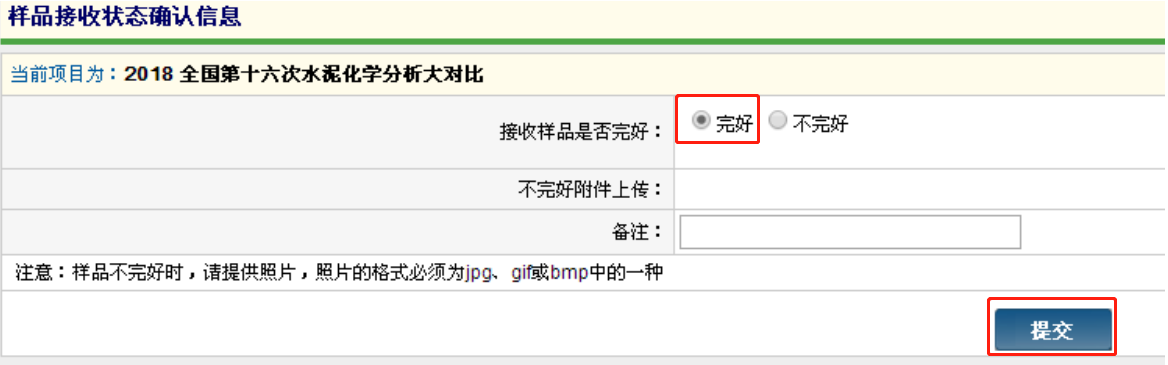 样品接收状态确认信息
当前项目为：2018 全国第十六次水泥化学分析大对比
接收样品是否完好： 完好 不完好
不完好附件上传：
备注：
注意：样品不完好时，请提供照片，照片的格式必须为jpg、gif或bmp中的一种
提交